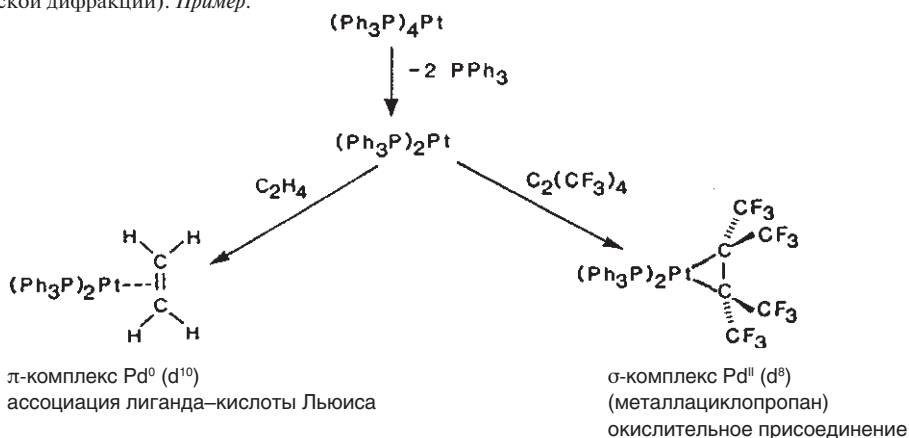 ской дифракции). Пример:
(Ph₃P)₄Pt
-2 PPh₃
(Ph₃P)₂Pt
C₂H₄
C₂(CF₃)₄
H H
C
(Ph₃P)₂Pt
C
H H
CF₃
CF₃
C
(Ph₃P)₂Pt
C
CF₃
CF₃
π-комплекс Pd⁰ (d¹⁰)
ассоциация лиганда–кислоты Льюиса
σ-комплекс Pdᴵᴵ (d⁸)
(металлациклопропан)
окислительное присоединение